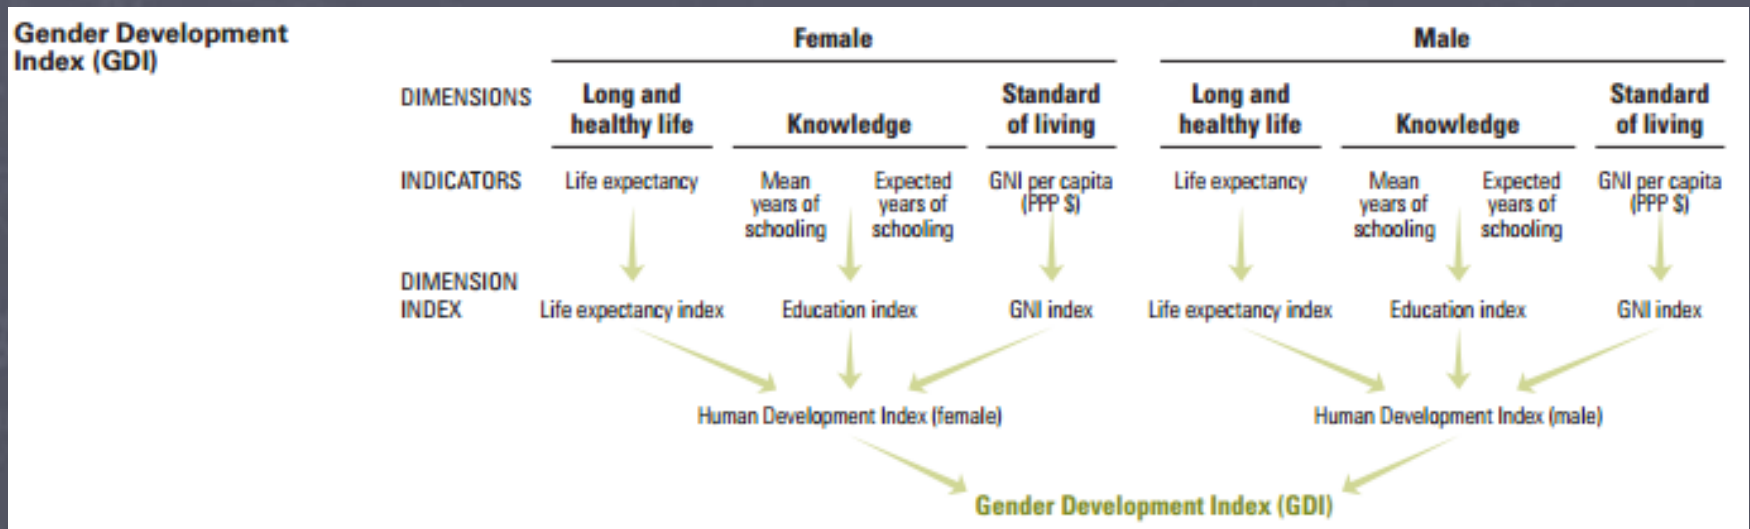 Gender Development
Index (GDI)
Female
Male
DIMENSIONS
Long and
healthy life
Knowledge
Standard
of living
Long and
healthy life
Knowledge
Standard
of living
INDICATORS
Life expectancy
Mean
years of
schooling
Expected
years of
schooling
GNI per capita
(PPP $)
Life expectancy
Mean
years of
schooling
Expected
years of
schooling
GNI per capita
(PPP $)
DIMENSION
INDEX
Life expectancy index
Education index
GNI index
Life expectancy index
Education index
GNI index
Human Development Index (female)
Human Development Index (male)
Gender Development Index (GDI)